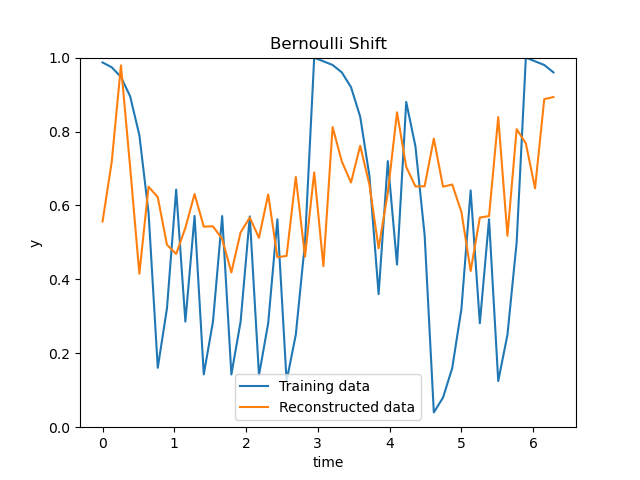 Bernoulli Shift
1.0
0.8
0.6
0.4
0.2
0.0
y
Training data
Reconstructed data
0 1 2 3 4 5 6
time